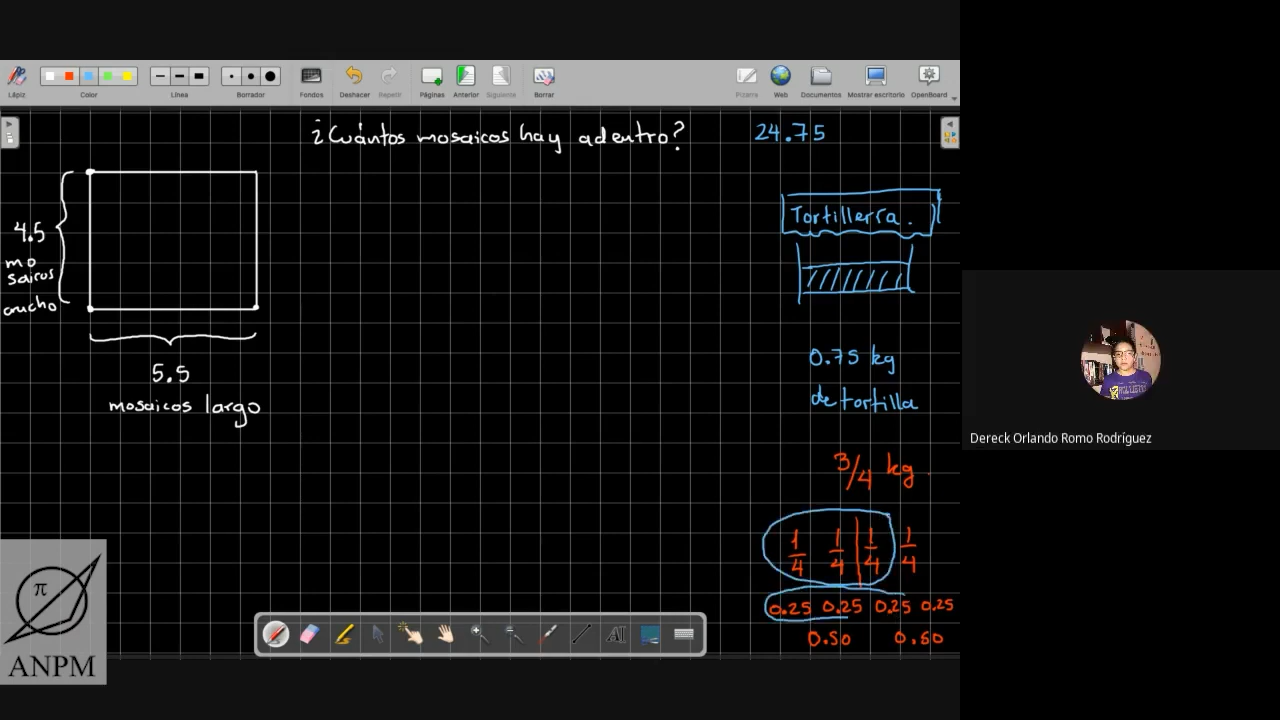 Lápiz
Color
Línea
Borrador
Fondos
Deshacer
Repetir
Páginas
Anterior
Siguiente
Borrar
Pizarra
Web
Documentos
Mostrar escritorio
OpenBoard
¿Cuántos mosaicos hay adentro?
24.75
4.5
mo
saicos
ancho
5.5
mosaicos largo
Tortillerra.
0.75 kg
de tortilla
3/4 kg.
1/4 1/4 1/4 1/4
0.25 0.25 0.25 0.25
0.50 0.50
π
ANPM
Dereck Orlando Romo Rodríguez